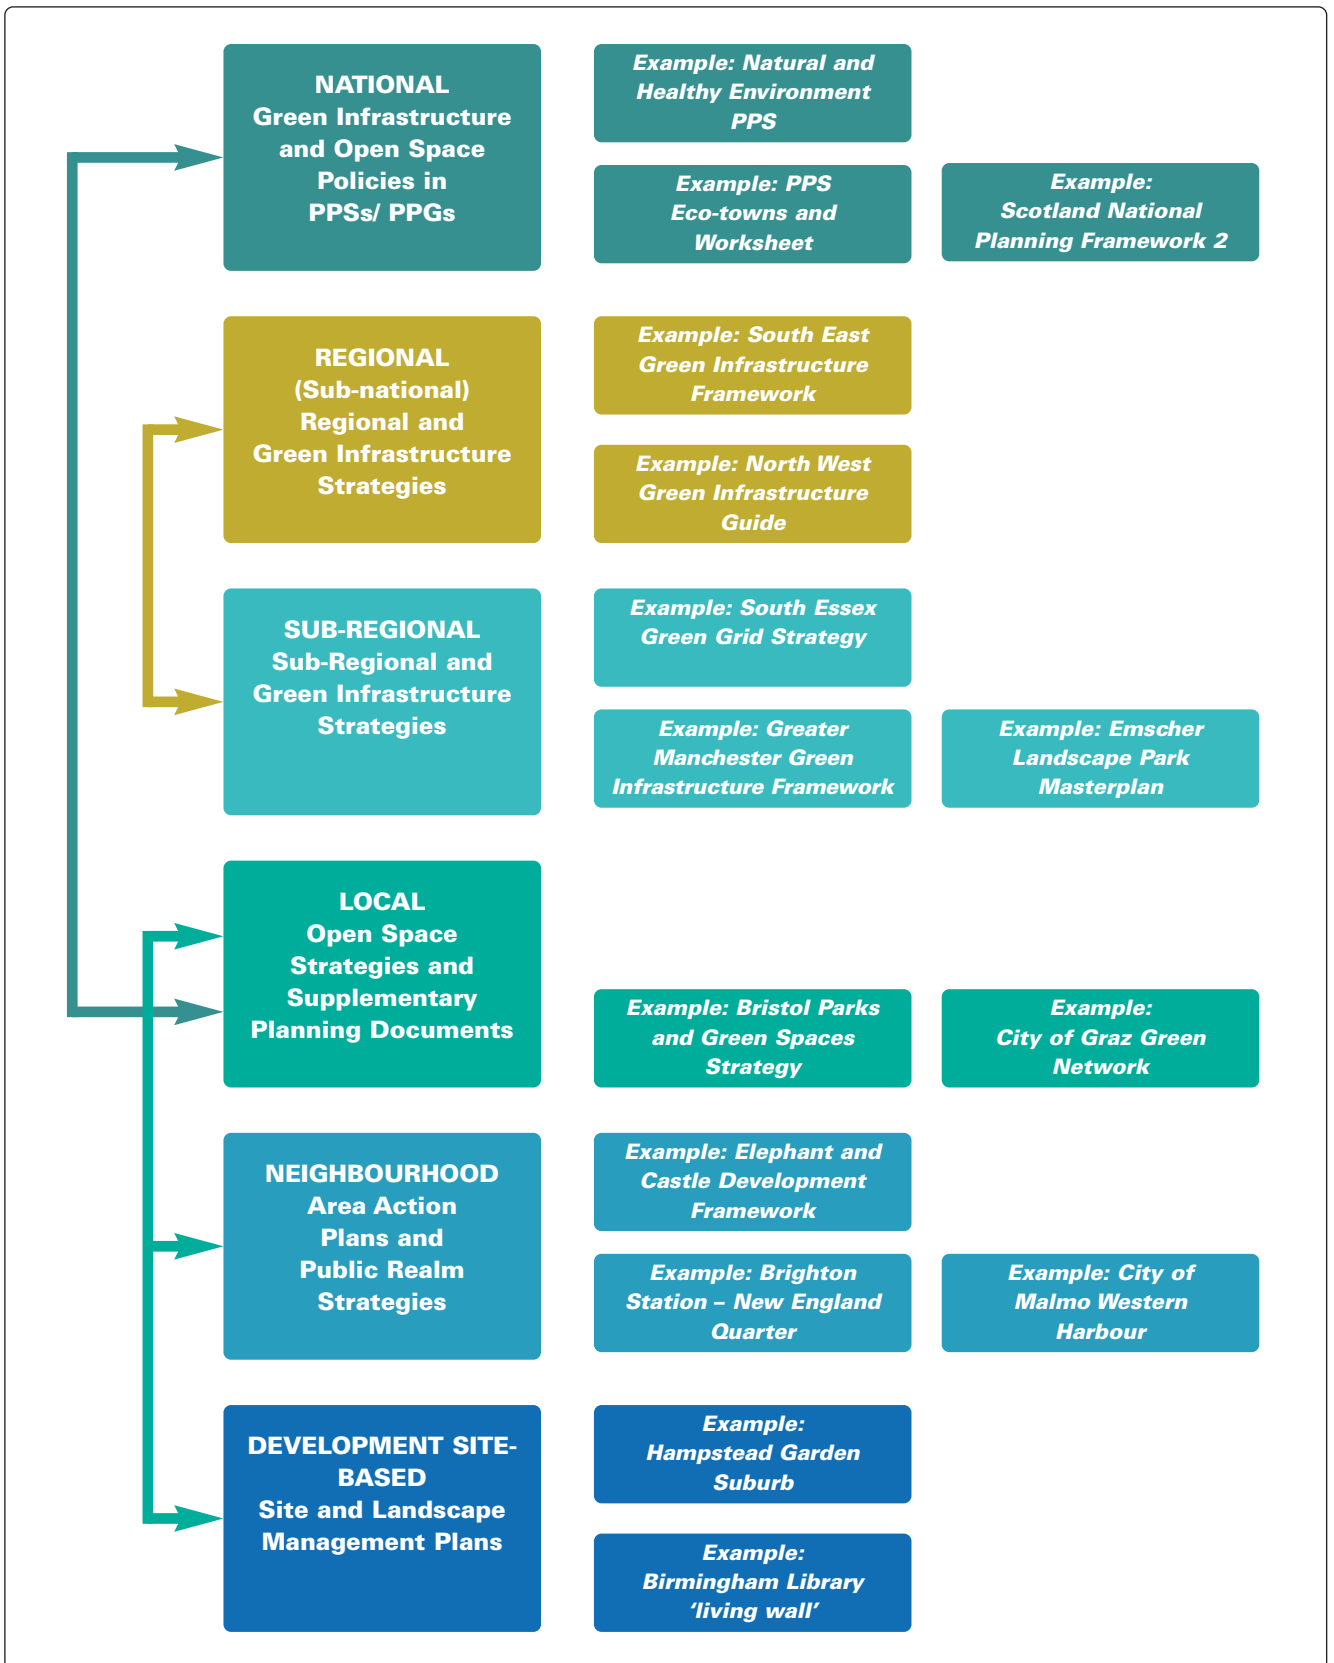 NATIONAL
Green Infrastructure
and Open Space
Policies in
PPSs/ PPGs
Example: Natural and
Healthy Environment
PPS
Example: PPS
Eco-towns and
Worksheet
Example:
Scotland National
Planning Framework 2
REGIONAL
(Sub-national)
Regional and
Green Infrastructure
Strategies
Example: South East
Green Infrastructure
Framework
Example: North West
Green Infrastructure
Guide
SUB-REGIONAL
Sub-Regional and
Green Infrastructure
Strategies
Example: South Essex
Green Grid Strategy
Example: Greater
Manchester Green
Infrastructure Framework
Example: Emscher
Landscape Park
Masterplan
LOCAL
Open Space
Strategies and
Supplementary
Planning Documents
Example: Bristol Parks
and Green Spaces
Strategy
Example:
City of Graz Green
Network
NEIGHBOURHOOD
Area Action
Plans and
Public Realm
Strategies
Example: Elephant and
Castle Development
Framework
Example: Brighton
Station – New England
Quarter
Example: City of
Malmo Western
Harbour
DEVELOPMENT SITE-
BASED
Site and Landscape
Management Plans
Example:
Hampstead Garden
Suburb
Example:
Birmingham Library
‘living wall’